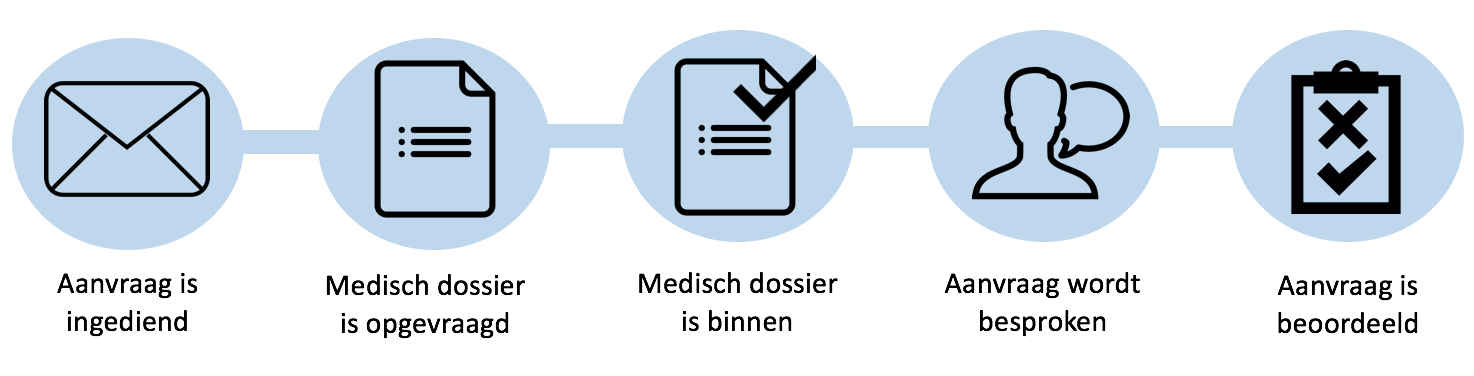 Aanvraag is
ingediend
Medisch dossier
is opgevraagd
Medisch dossier
is binnen
Aanvraag wordt
besproken
Aanvraag is
beoordeeld